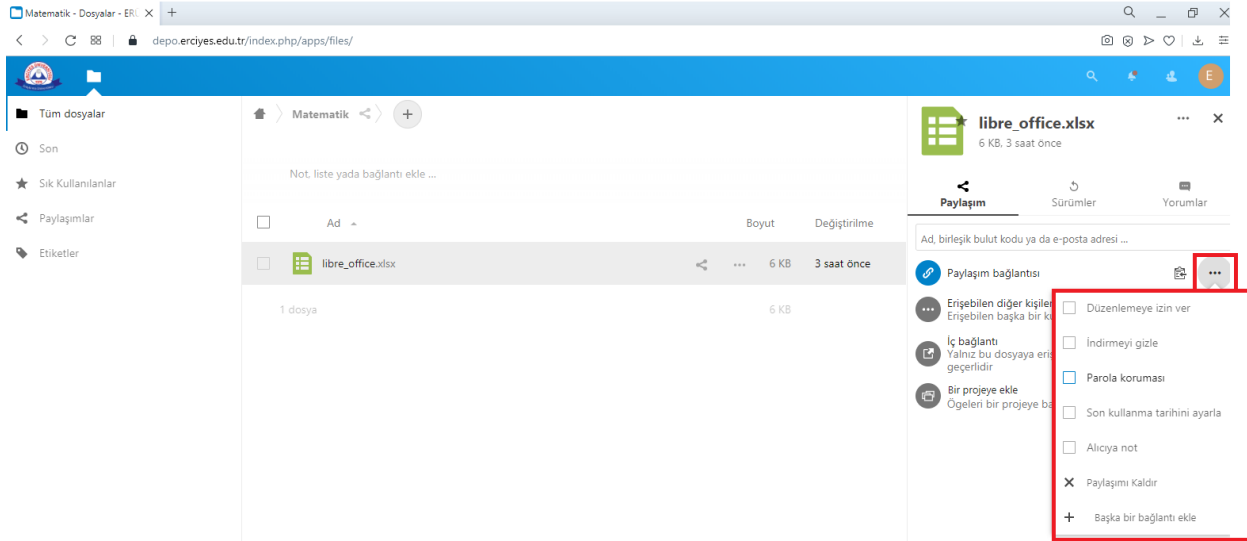 Matematik - Dosyalar - ER
depo.erciyes.edu.tr/index.php/apps/files/
E
Tüm dosyalar
Son
Sık Kullanılanlar
Paylaşımlar
Etiketler
Matematik
Not, liste yada bağlantı ekle ...
Ad
Boyut
Değiştirilme
libre_office.xlsx
6 KB
3 saat önce
1 dosya
6 KB
libre_office.xlsx
6 KB, 3 saat önce
Paylaşım
Sürümler
Yorumlar
Ad, birleşik bulut kodu ya da e-posta adresi ...
Paylaşım bağlantısı
Erişebilen diğer kişiler
Erişebilen başka bir
İç bağlantı
Yalnız bu dosyaya
geçerlidir
Bir projeye ekle
Ögeleri bir projeye
Düzenlemeye izin ver
İndirmeyi gizle
Parola koruması
Son kullanma tarihini ayarla
Alıcıya not
Paylaşımı Kaldır
Başka bir bağlantı ekle